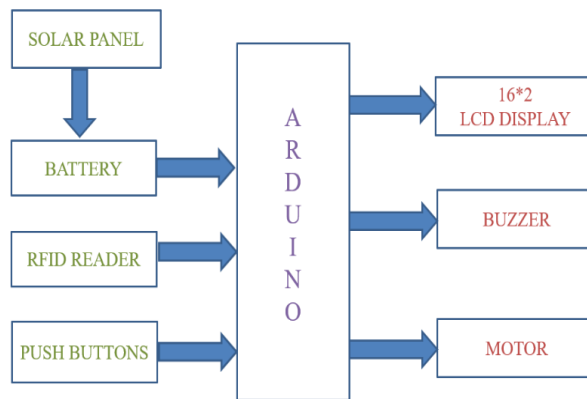 SOLAR PANEL
BATTERY
RFID READER
PUSH BUTTONS
A
R
D
U
I
N
O
16*2
LCD DISPLAY
BUZZER
MOTOR